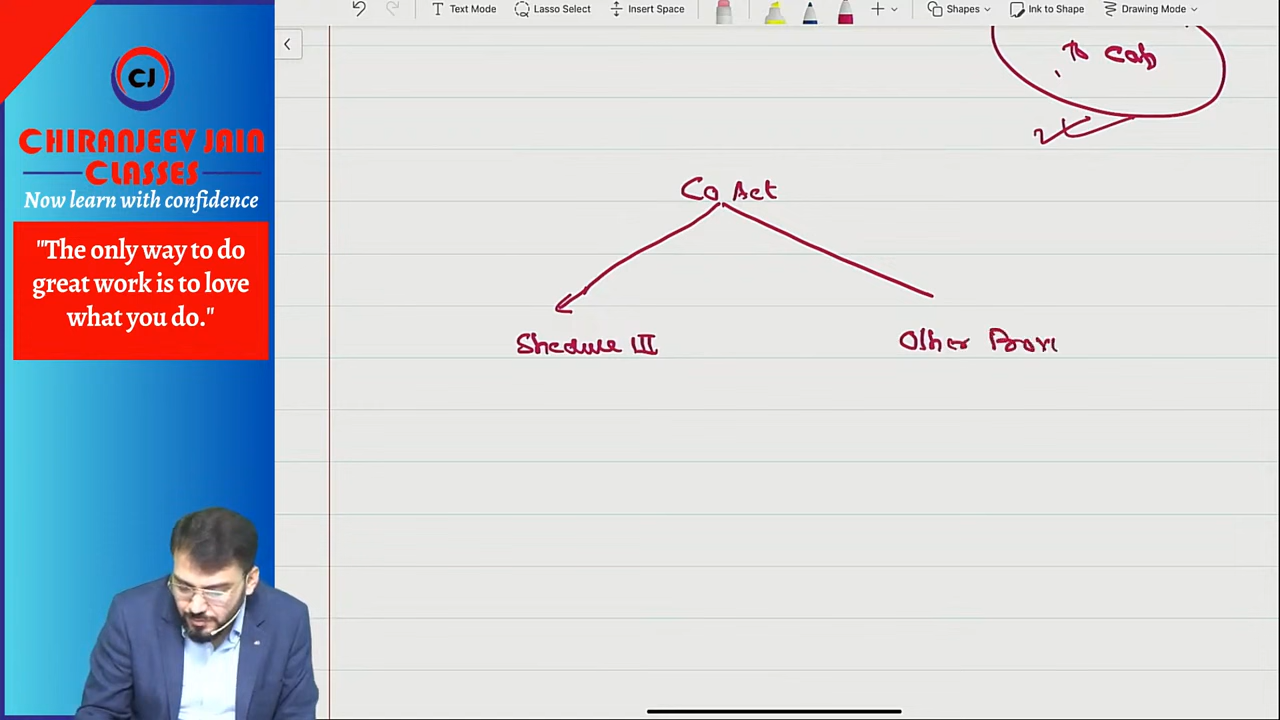 Text Mode
Lasso Select
Insert Space
Shapes
Ink to Shape
Drawing Mode
CJ
CHIRANJEEV JAIN
CLASSES
Now learn with confidence
"The only way to do
great work is to love
what you do."
Co Act
Shedule III
Other Provi